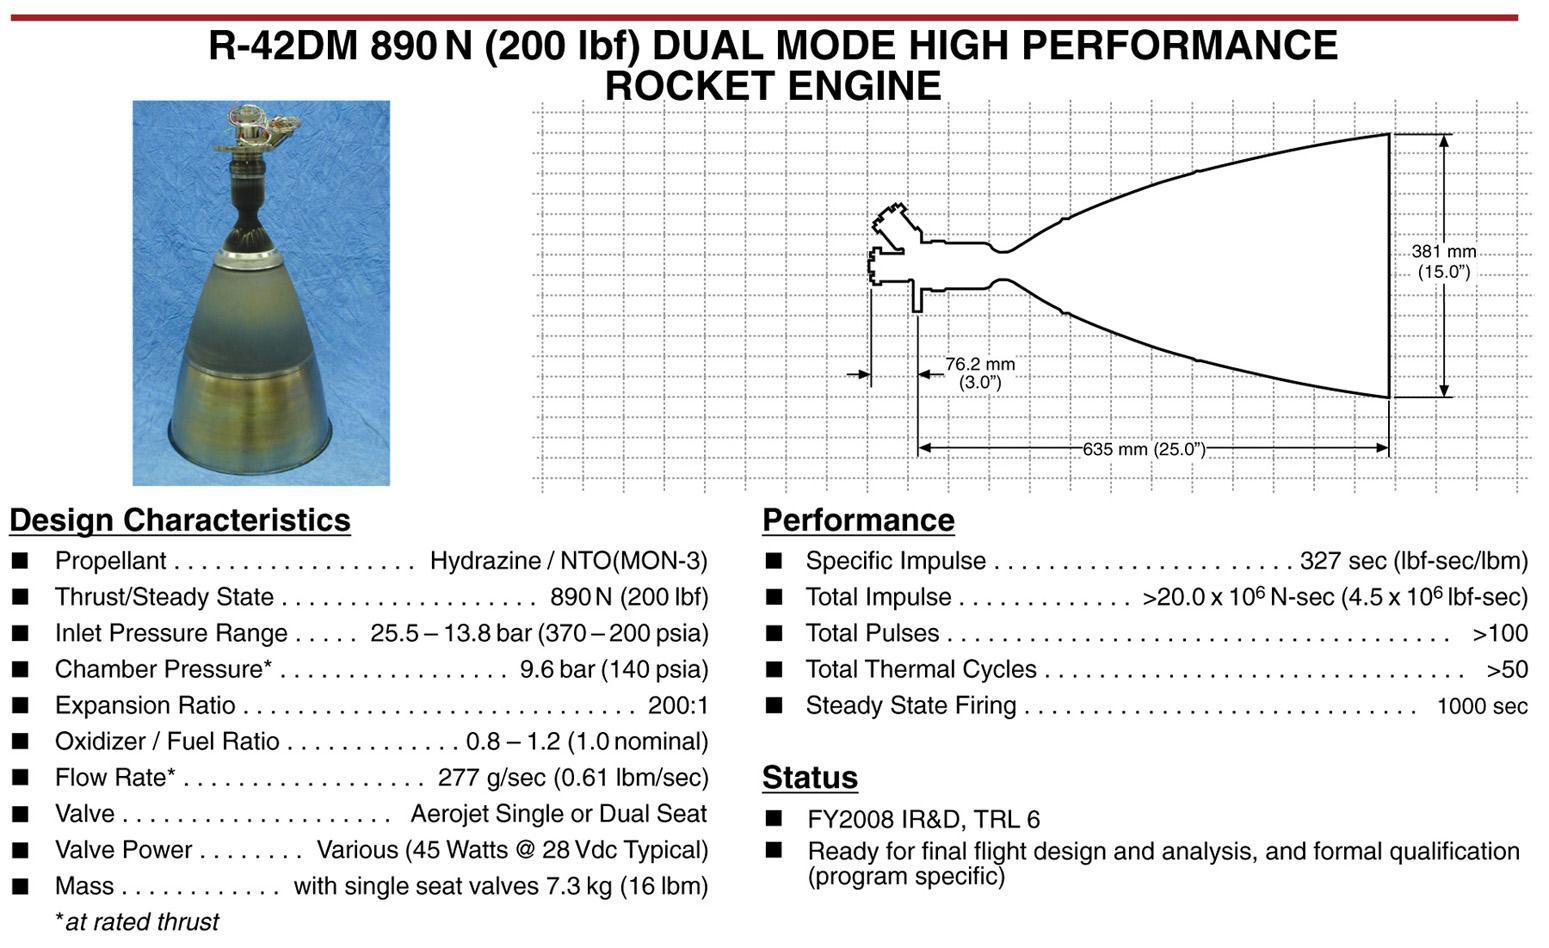 R-42DM 890 N (200 lbf) DUAL MODE HIGH PERFORMANCE
ROCKET ENGINE
381 mm
(15.0”)
76.2 mm
(3.0”)
635 mm (25.0”)
Design Characteristics
■ Propellant . . . . . . . . . . . . . . . . . . Hydrazine / NTO(MON-3)
■ Thrust/Steady State . . . . . . . . . . . . . . . . . . . 890 N (200 lbf)
■ Inlet Pressure Range . . . . . 25.5 – 13.8 bar (370 – 200 psia)
■ Chamber Pressure* . . . . . . . . . . . . . . . . . 9.6 bar (140 psia)
■ Expansion Ratio . . . . . . . . . . . . . . . . . . . . . . . . . . . . . 200:1
■ Oxidizer / Fuel Ratio . . . . . . . . . . . . . 0.8 – 1.2 (1.0 nominal)
■ Flow Rate* . . . . . . . . . . . . . . . . . . 277 g/sec (0.61 lbm/sec)
■ Valve . . . . . . . . . . . . . . . . . . . . Aerojet Single or Dual Seat
■ Valve Power . . . . . . . . Various (45 Watts @ 28 Vdc Typical)
■ Mass . . . . . . . . . . . . with single seat valves 7.3 kg (16 lbm)
*at rated thrust
Performance
■ Specific Impulse . . . . . . . . . . . . . . . . . . . . . . 327 sec (lbf-sec/lbm)
■ Total Impulse . . . . . . . . . . . . . >20.0 x 10⁶ N-sec (4.5 x 10⁶ lbf-sec)
■ Total Pulses . . . . . . . . . . . . . . . . . . . . . . . . . . . . . . . . . . . . . >100
■ Total Thermal Cycles . . . . . . . . . . . . . . . . . . . . . . . . . . . . . . . >50
■ Steady State Firing . . . . . . . . . . . . . . . . . . . . . . . . . . . . . 1000 sec
Status
■ FY2008 IR&D, TRL 6
■ Ready for final flight design and analysis, and formal qualification
(program specific)